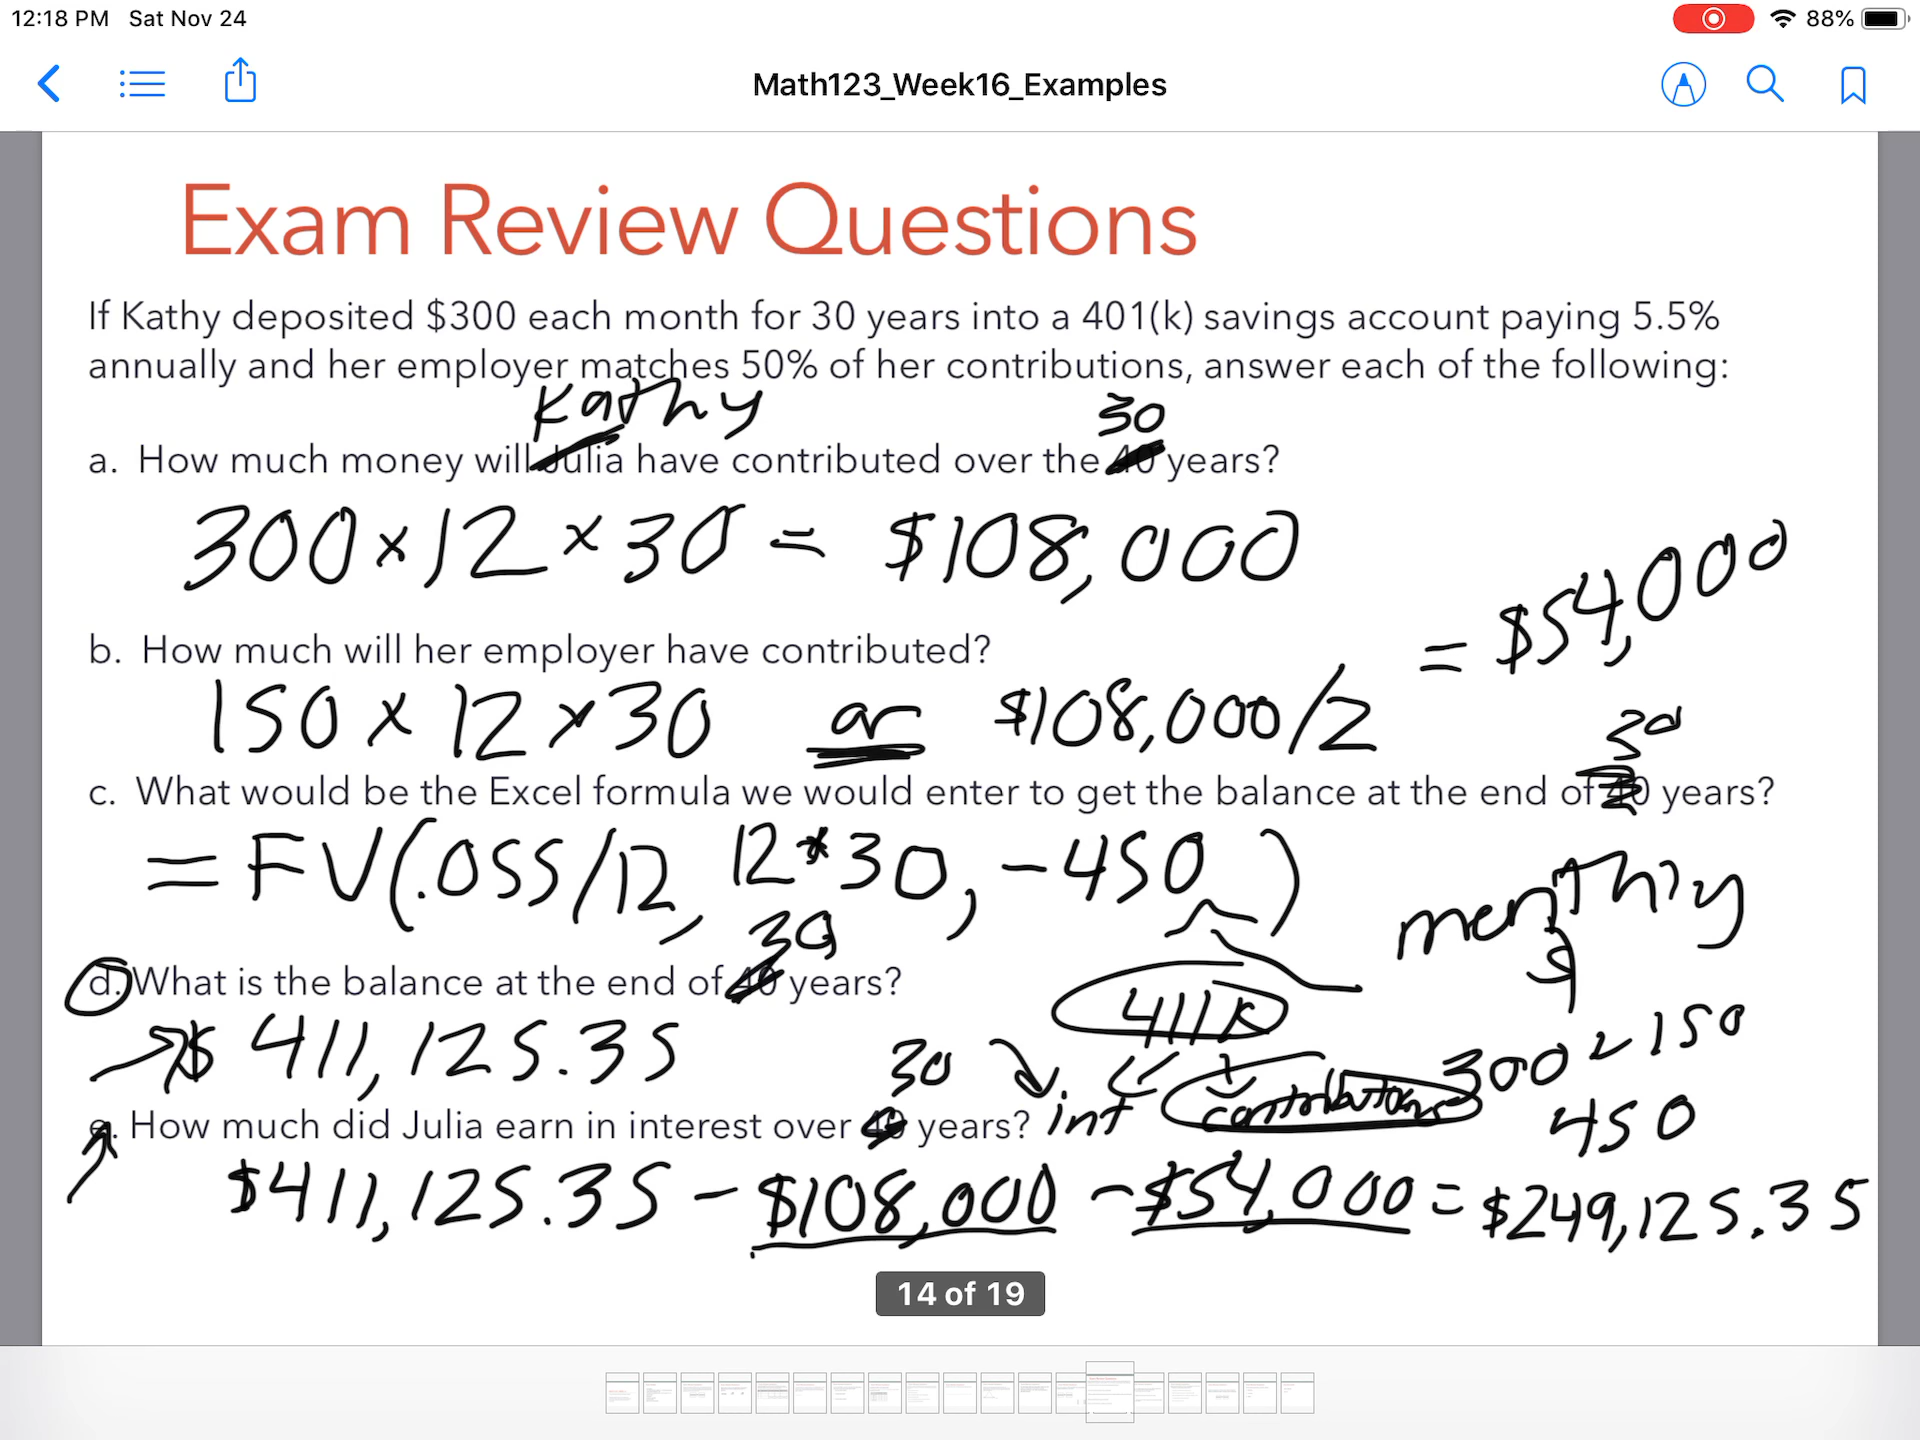 12:18 PM Sat Nov 24
88%
Math123_Week16_Examples
Exam Review Questions
If Kathy deposited $300 each month for 30 years into a 401(k) savings account paying 5.5%
annually and her employer matches 50% of her contributions, answer each of the following:
Kathy 30
a. How much money will Julia have contributed over the 40 years?
300 × 12 × 30 = $108,000
b. How much will her employer have contributed?
150 × 12 × 30 or $108,000/2 = $54,000
30
c. What would be the Excel formula we would enter to get the balance at the end of 40 years?
=FV(.055/12, 12*30, -450)
monthly
30
d. What is the balance at the end of 40 years?
411k
300 + 150
$411,125.35
30
int contributions
450
e. How much did Julia earn in interest over years?
$411,125.35 - $108,000 - $54,000 = $249,125.35
14 of 19